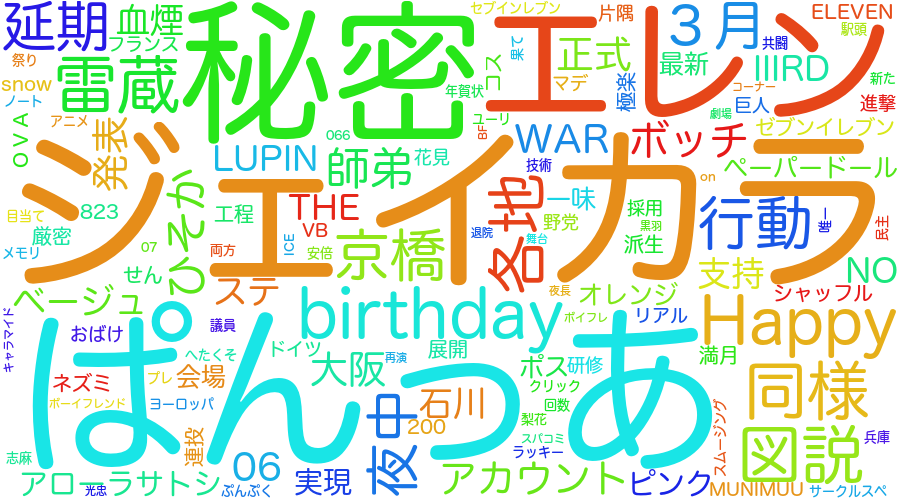 延期
血煙
フランス
祭り
snow
ノート
アニメ
OVA
発表
雷蔵
秘密
エレン
セブンイレブン
片隅
3月
ELEVEN
駅頭
共闘
果て
コス
正式
マデ
最新
IIIRD
新た
年賀状
極楽
コーナー
巨人
進撃
劇場
ユーリ
BF
066
LUPIN
師弟
花見
WAR
ボッチ
セブンイレブン
技術
ペーパードール
on
ジェイカラ
目当て
823
ひそか
工程
THE
VB
各地
一味
野党
採用
黒羽
派生
行動
唯一
民主
厳密
メモリ
07
両方
ICE
安倍
京橋
退院
舞台
せん
支持
NO
ベージュ
ステ
夜長
オレンジ
シャッフル
birthday
ボイフレ
リアル
Happy
キャラマイド
おばけ
議員
ぱんっあ
へたくそ
ドイツ
再演
展開
満月
ネズミ
ブレ
会場
大阪
ポス
研修
クリック
同様
ボーイフレンド
ヨーロッパ
夜中
石川
回数
200
梨花
スパコミ
ラッキー
スムージング
連投
図説
兵庫
志麻
アローラサトシ
06
実現
アカウント
ピンク
光忠
ぷんぷく
MUNIMUU
サークルスペ